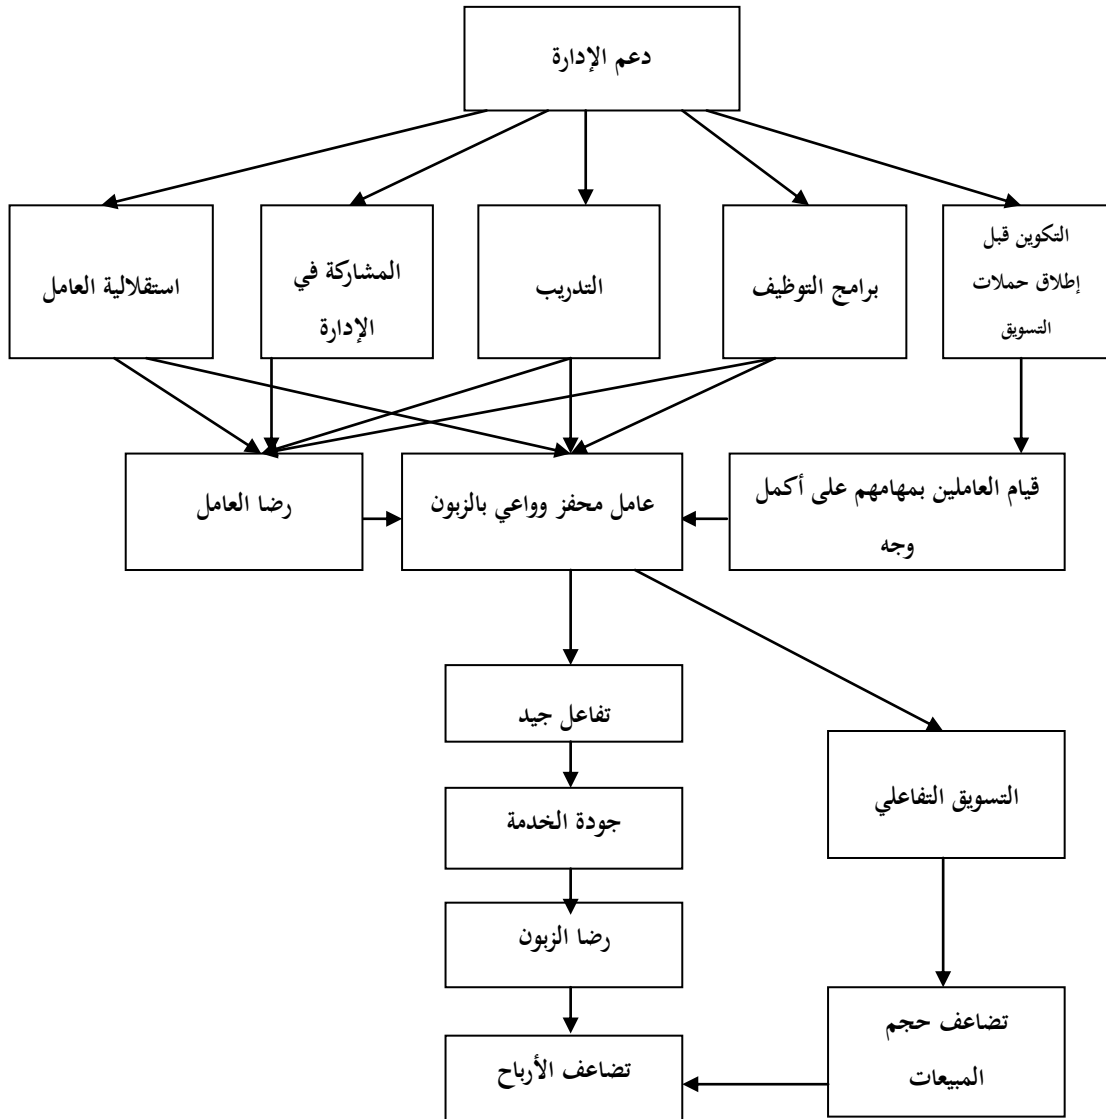 دعم الإدارة
التكوين قبل
إطلاق حملات
التسويق
برامج التوظيف
التدريب
المشاركة في
الإدارة
استقلالية العامل
قيام العاملين بمهامهم على أكمل
وجه
عامل محفز وواعي بالزبون
رضا العامل
تفاعل جيد
التسويق التفاعلي
جودة الخدمة
رضا الزبون
تضاعف حجم
المبيعات
تضاعف الأرباح